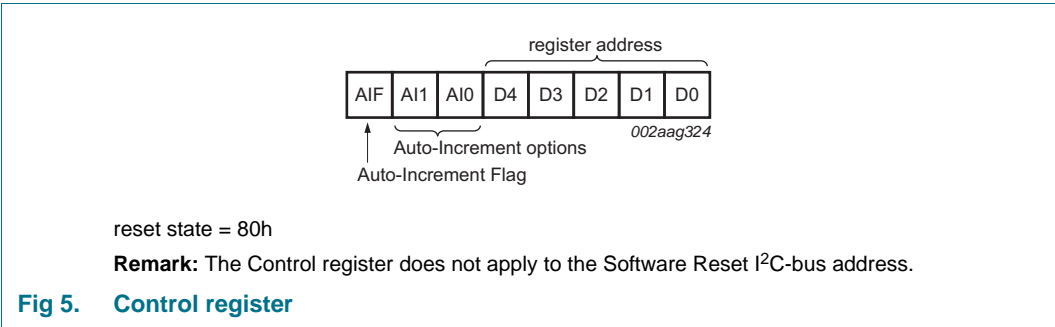 register address
AIF AI1 AI0 D4 D3 D2 D1 D0
002aag324
Auto-Increment options
Auto-Increment Flag
reset state = 80h
Remark: The Control register does not apply to the Software Reset I²C-bus address.
Fig 5. Control register